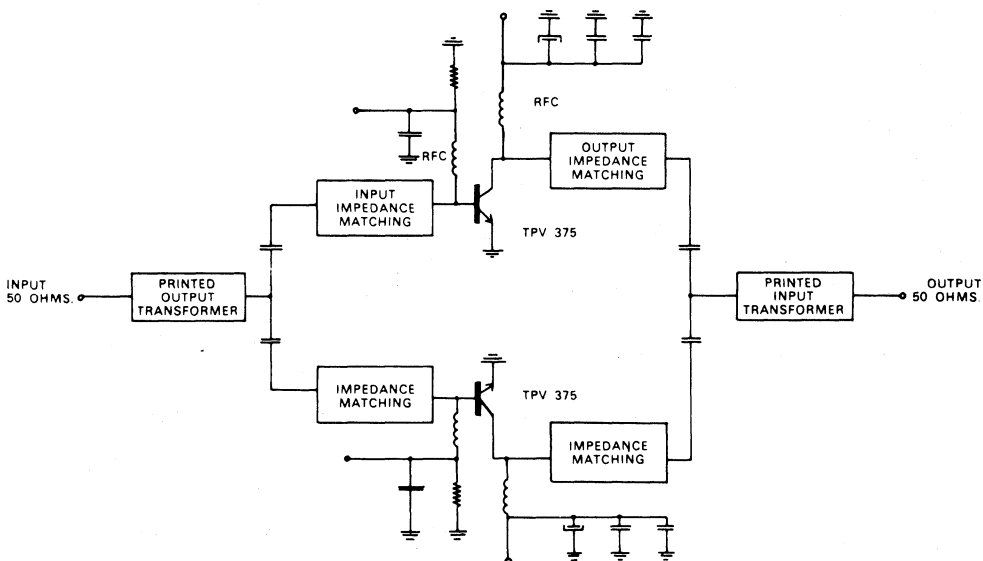 RFC
RFC
OUTPUT
IMPEDANCE
MATCHING
INPUT
IMPEDANCE
MATCHING
TPV 375
INPUT
50 OHMS.
PRINTED
OUTPUT
TRANSFORMER
PRINTED
INPUT
TRANSFORMER
OUTPUT
50 OHMS.
IMPEDANCE
MATCHING
TPV 375
IMPEDANCE
MATCHING